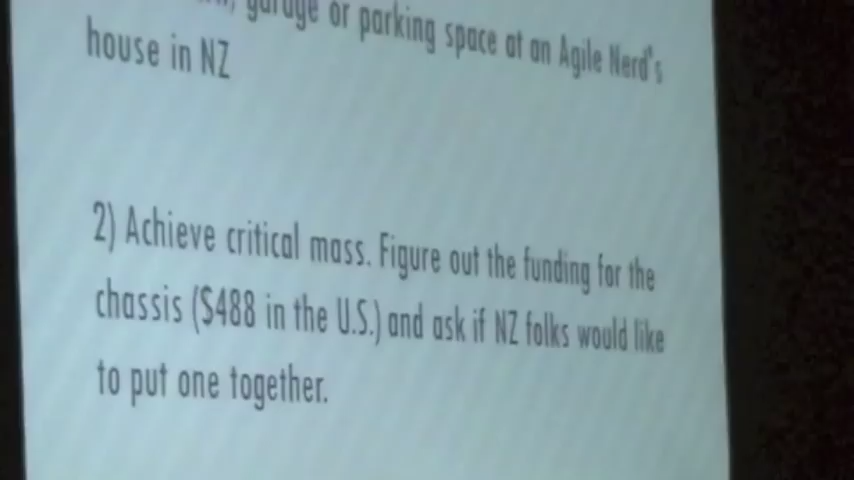 garage or parking space at an Agile Nerd's
house in NZ
2) Achieve critical mass. Figure out the funding for the
chassis ($488 in the U.S.) and ask if NZ folks would like
to put one together.